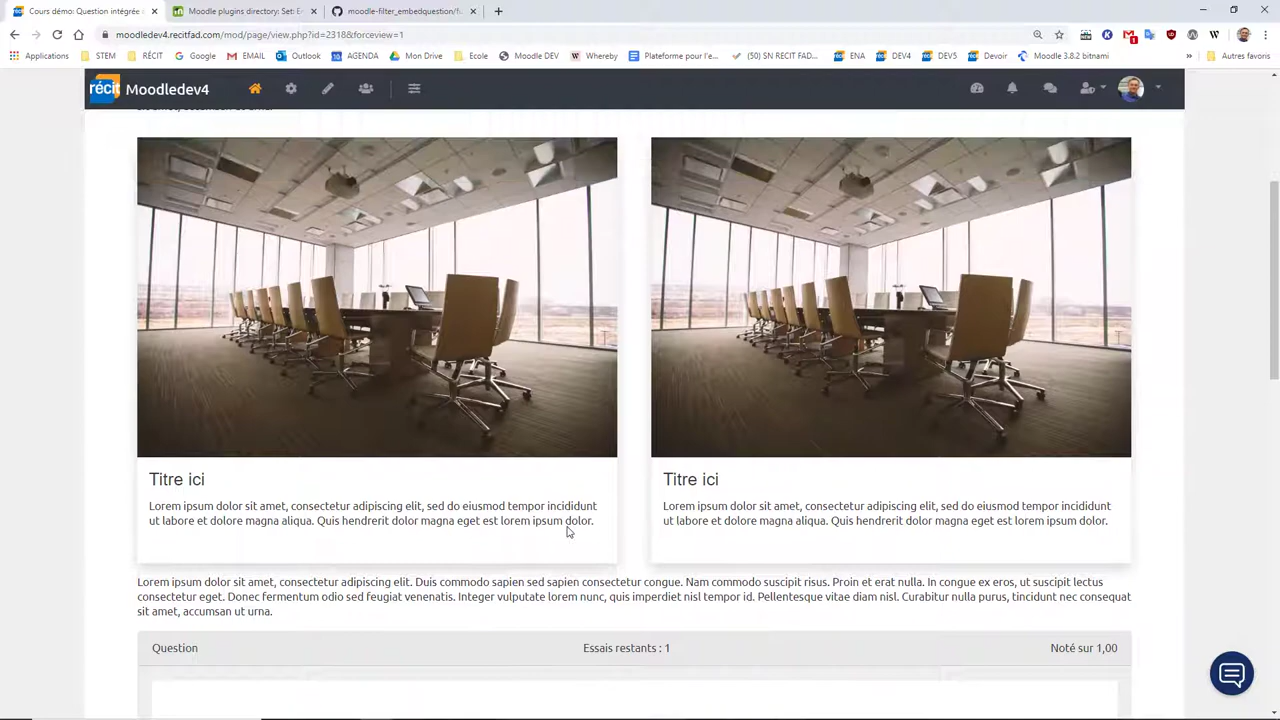 Cours démo: Question intégrée
Moodle plugins directory: Set: E
moodle-filter_embedquestion/f
moodledev4.recitfad.com/mod/page/view.php?id=2318&forceview=1
Applications
STEM
RÉCIT
Google
EMAIL
Outlook
AGENDA
Mon Drive
Ecole
Moodle DEV
Whereby
Plateforme pour l'e...
(50) SN RECIT FAD...
ENA
DEV4
DEV5
Devoir
Moodle 3.8.2 bitnami
Autres favoris
récit Moodledev4
sit amet, accumsan ut urna.
Titre ici
Lorem ipsum dolor sit amet, consectetur adipiscing elit, sed do eiusmod tempor incididunt
ut labore et dolore magna aliqua. Quis hendrerit dolor magna eget est lorem ipsum dolor.
Titre ici
Lorem ipsum dolor sit amet, consectetur adipiscing elit, sed do eiusmod tempor incididunt
ut labore et dolore magna aliqua. Quis hendrerit dolor magna eget est lorem ipsum dolor.
Lorem ipsum dolor sit amet, consectetur adipiscing elit. Duis commodo sapien sed sapien consectetur congue. Nam commodo suscipit risus. Proin et erat nulla. In congue ex eros, ut suscipit lectus
consectetur eget. Donec fermentum odio sed feugiat venenatis. Integer vulputate lorem nunc, quis imperdiet nisl tempor id. Pellentesque vitae diam nisl. Curabitur nulla purus, tincidunt nec consequat
sit amet, accumsan ut urna.
Question
Essais restants : 1
Noté sur 1,00